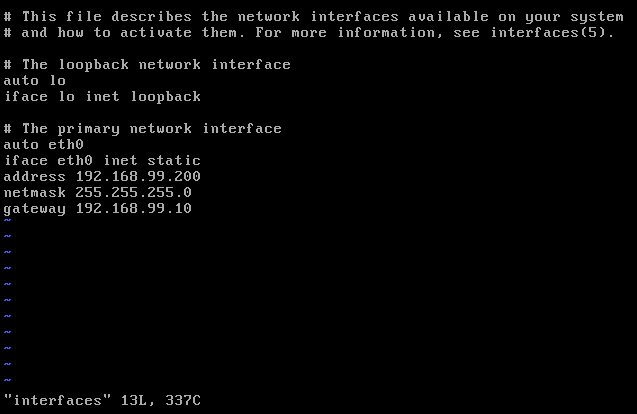 # This file describes the network interfaces available on your system
# and how to activate them. For more information, see interfaces(5).
# The loopback network interface
auto lo
iface lo inet loopback
# The primary network interface
auto eth0
iface eth0 inet static
address 192.168.99.200
netmask 255.255.255.0
gateway 192.168.99.10
~
~
~
~
~
~
~
~
~
~
~
"interfaces" 13L, 337C